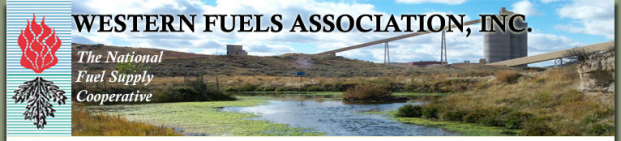 WESTERN FUELS ASSOCIATION, INC.
The National
Fuel Supply
Cooperative